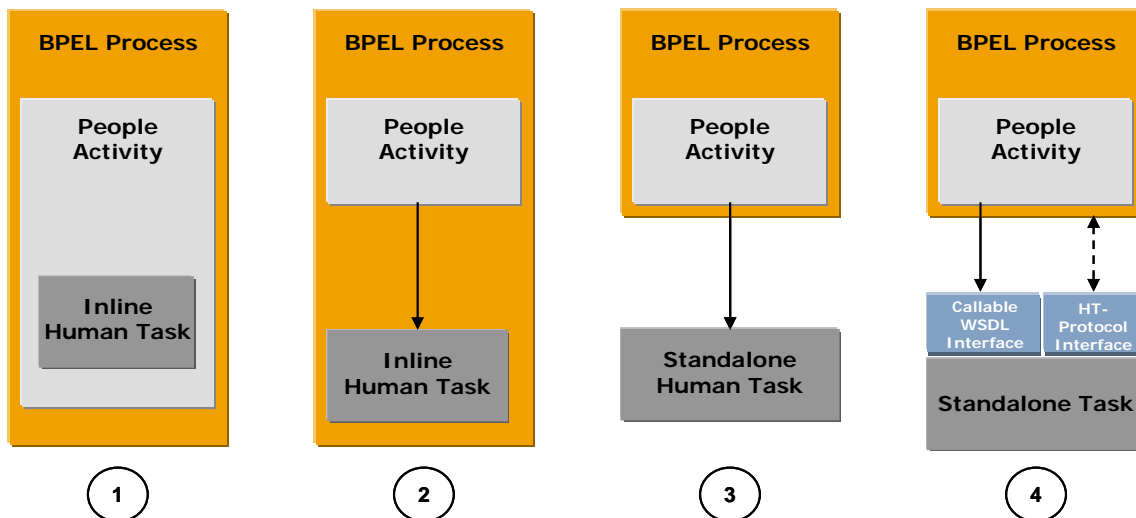 BPEL Process
People
Activity
Inline
Human Task
1
BPEL Process
People
Activity
Inline
Human Task
2
BPEL Process
People
Activity
Standalone
Human Task
3
BPEL Process
People
Activity
Callable
WSDL
Interface
HT-
Protocol
Interface
Standalone Task
4